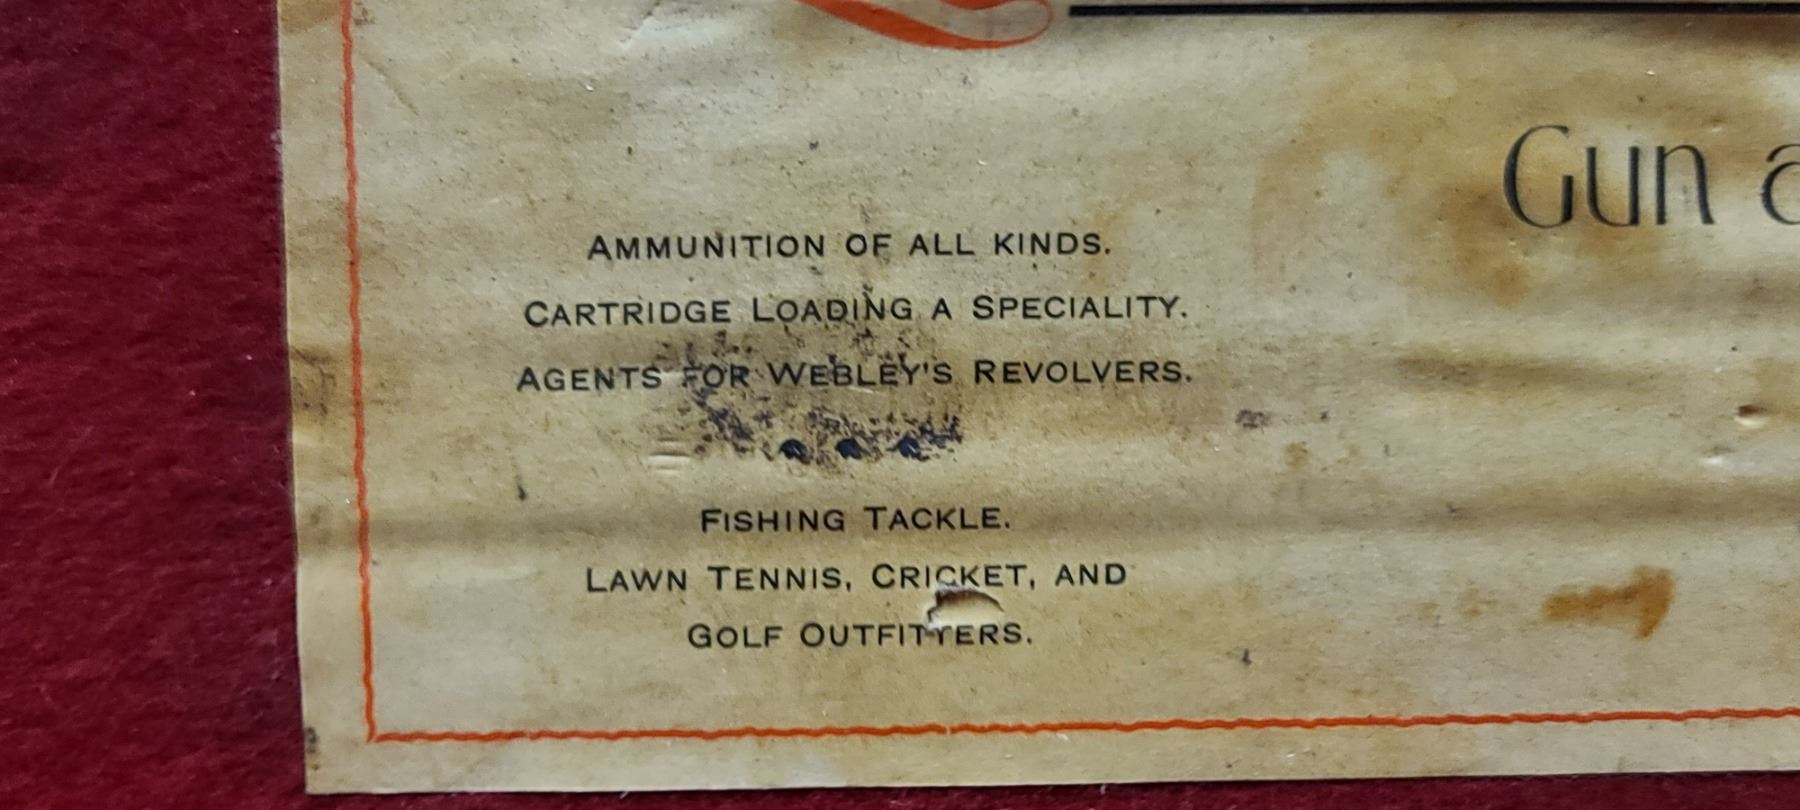 Gun a
AMMUNITION OF ALL KINDS.
CARTRIDGE LOADING A SPECIALITY.
AGENTS FOR WEBLEY'S REVOLVERS.
FISHING TACKLE.
LAWN TENNIS, CRICKET, AND
GOLF OUTFITTERS.